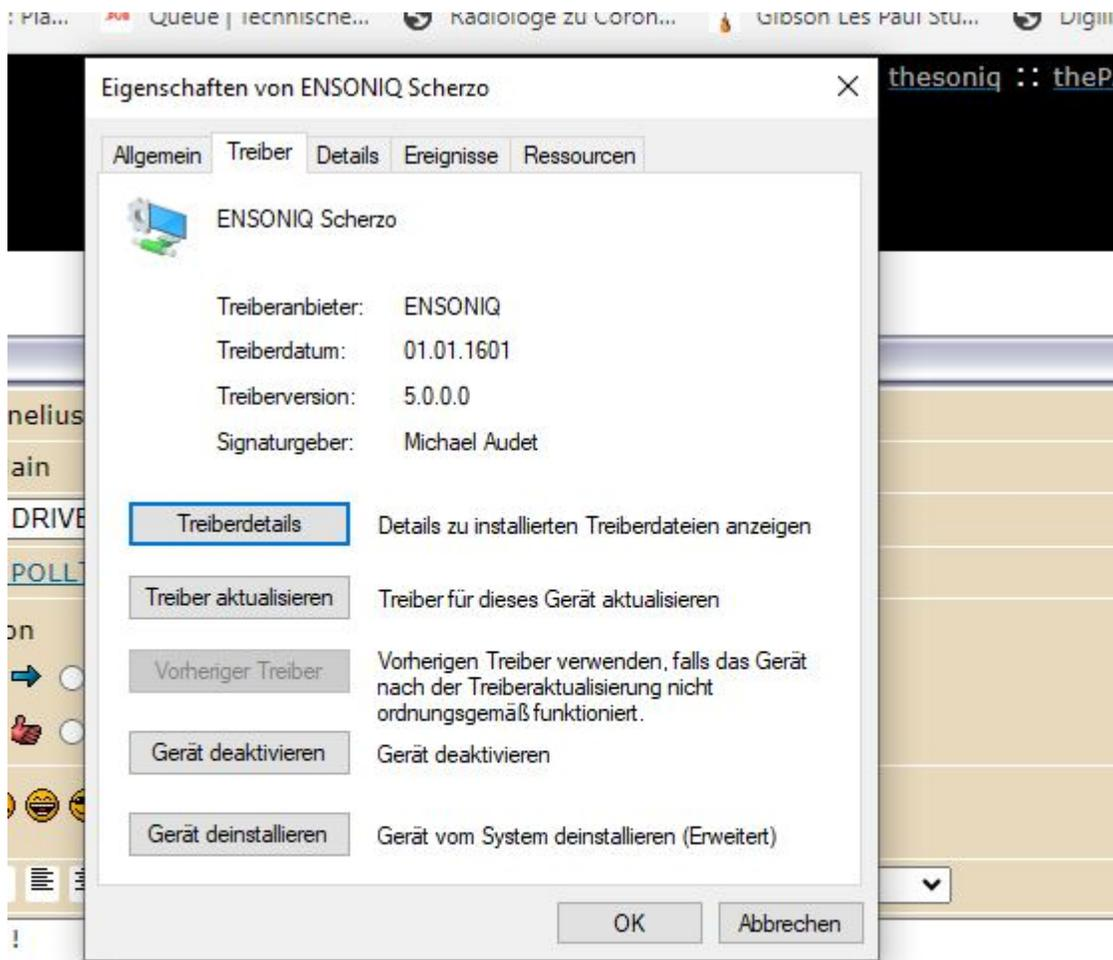 Queue | Technische... Radiologe zu Coron... Gibson Les Paul Stu...
Eigenschaften von ENSONIQ Scherzo
thesoniq :: theP
Allgemein Treiber Details Ereignisse Ressourcen
ENSONIQ Scherzo
Treiberanbieter: ENSONIQ
Treiberdatum: 01.01.1601
Treiberversion: 5.0.0.0
Signaturgeber: Michael Audet
nelius
ain
DRIVE
POLL
on
Treiberdetails Details zu installierten Treiberdateien anzeigen
Treiber aktualisieren Treiber für dieses Gerät aktualisieren
Vorheriger Treiber Vorherigen Treiber verwenden, falls das Gerät
nach der Treiberaktualisierung nicht
ordnungsgemäß funktioniert.
Gerät deaktivieren Gerät deaktivieren
Gerät deinstallieren Gerät vom System deinstallieren (Erweitert)
OK Abbrechen
!